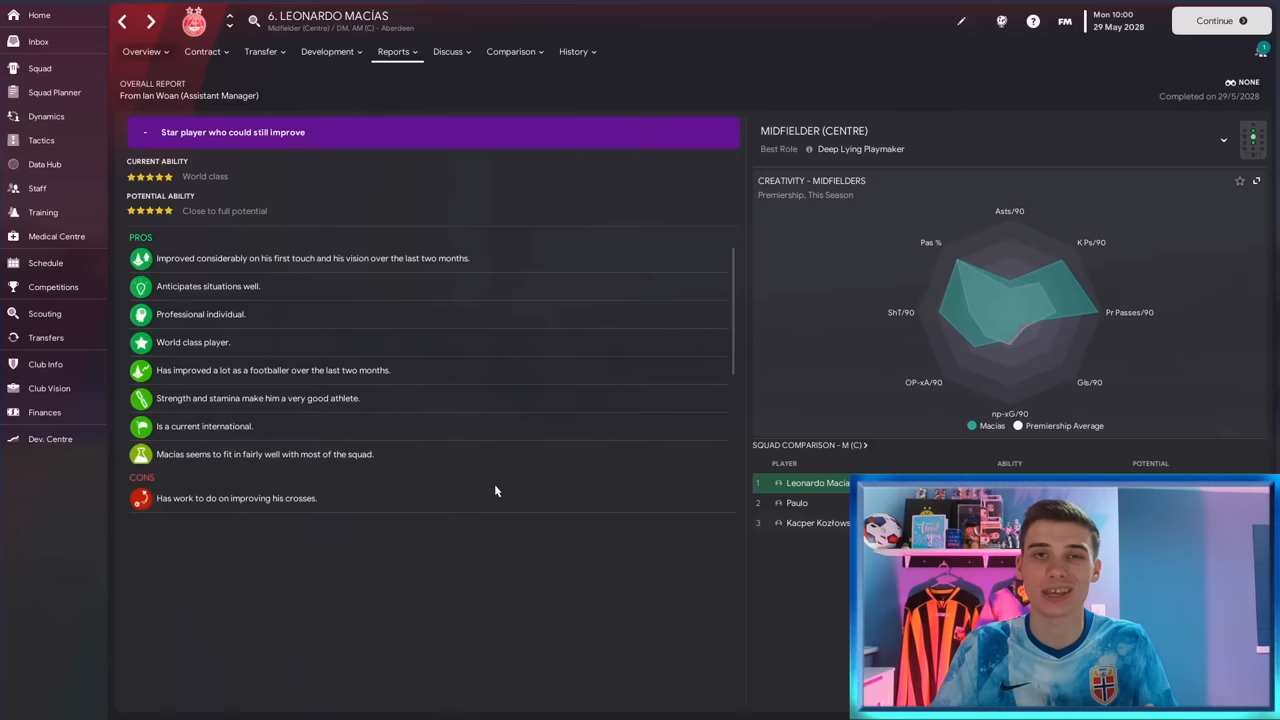 Home
Inbox
Squad
Squad Planner
Dynamics
Tactics
Data Hub
Staff
Training
Medical Centre
Schedule
Competitions
Scouting
Transfers
Club Info
Club Vision
Finances
Dev. Centre
6. LEONARDO MACÍAS
Midfielder (Centre) / DM, AM (C) - Aberdeen
FM
Mon 10:00
29 May 2028
Continue
Overview
Contract
Transfer
Development
Reports
Discuss
Comparison
History
1
OVERALL REPORT
From Ian Woan (Assistant Manager)
NONE
Completed on 29/5/2028
- Star player who could still improve
CURRENT ABILITY
World class
POTENTIAL ABILITY
Close to full potential
PROS
Improved considerably on his first touch and his vision over the last two months.
Anticipates situations well.
Professional individual.
World class player.
Has improved a lot as a footballer over the last two months.
Strength and stamina make him a very good athlete.
Is a current international.
Macías seems to fit in fairly well with most of the squad.
CONS
Has work to do on improving his crosses.
MIDFIELDER (CENTRE)
Best Role Deep Lying Playmaker
CREATIVITY - MIDFIELDERS
Premiership, This Season
Asts/90
Pas %
K Ps/90
ShT/90
Pr Passes/90
OP-xA/90
Gls/90
np-xG/90
Macías Premiership Average
SQUAD COMPARISON - M (C)
PLAYER ABILITY POTENTIAL
1 Leonardo Macía
2 Paulo
3 Kacper Kozłows